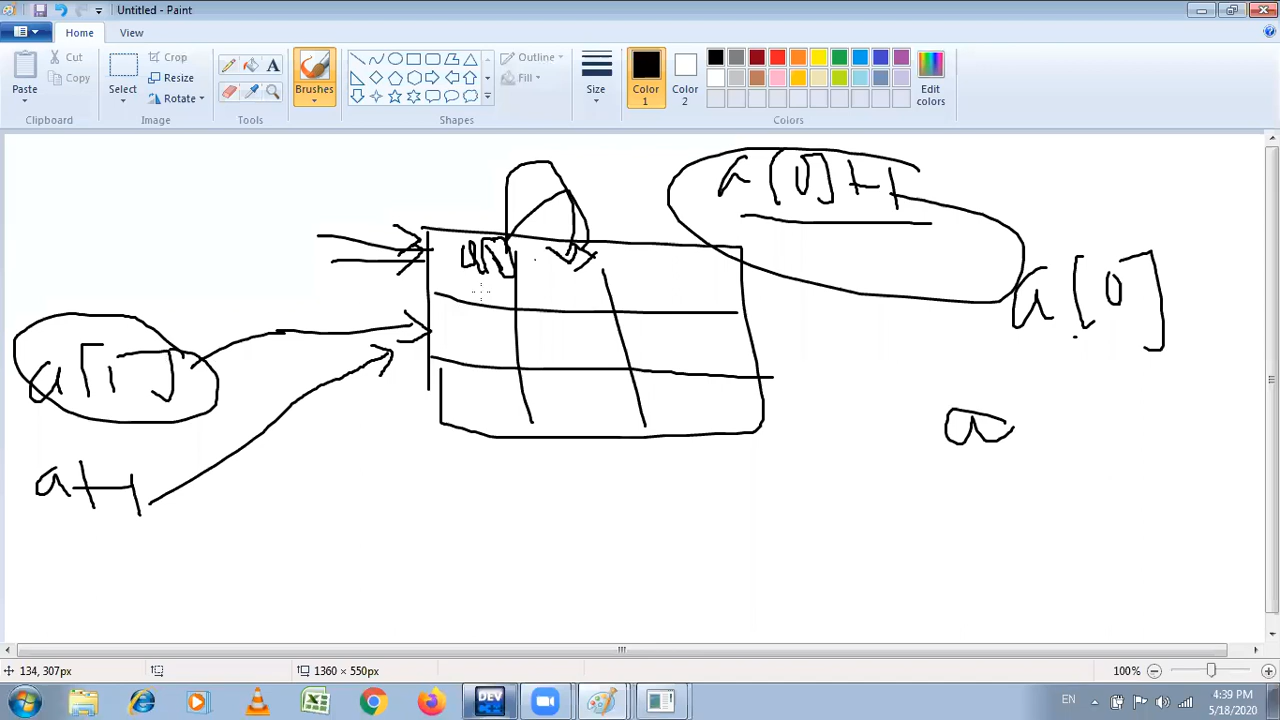 Untitled - Paint
Home View
Paste
Cut
Copy
Clipboard
Select
Crop
Resize
Rotate
Image
Tools
Brushes
Shapes
Outline
Fill
Size
Color 1
Color 2
Colors
Edit colors
a[0]+1
a[0]
a[1]
a
a+1
134, 307px
1360 × 550px
100%
DEV
EN
4:39 PM
5/18/2020